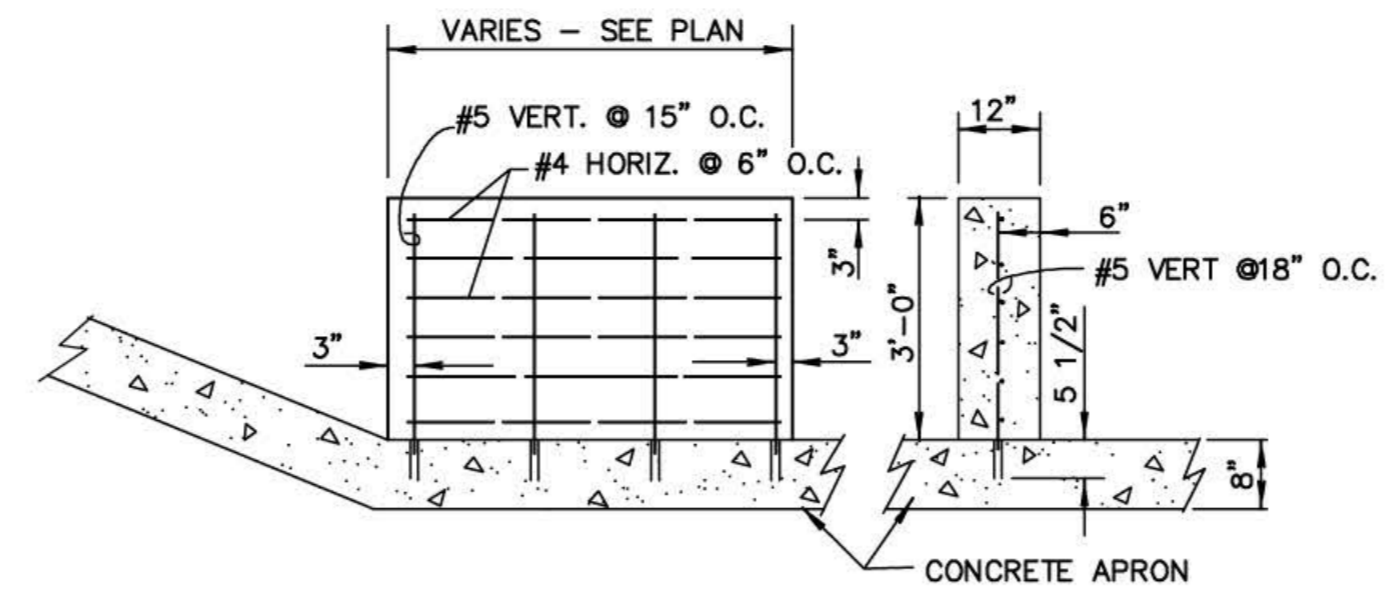 VARIES – SEE PLAN
#5 VERT. @ 15” O.C.
#4 HORIZ. @ 6” O.C.
12”
6”
3”
#5 VERT @18” O.C.
3'-0”
5 1/2”
3”
3”
8”
CONCRETE APRON